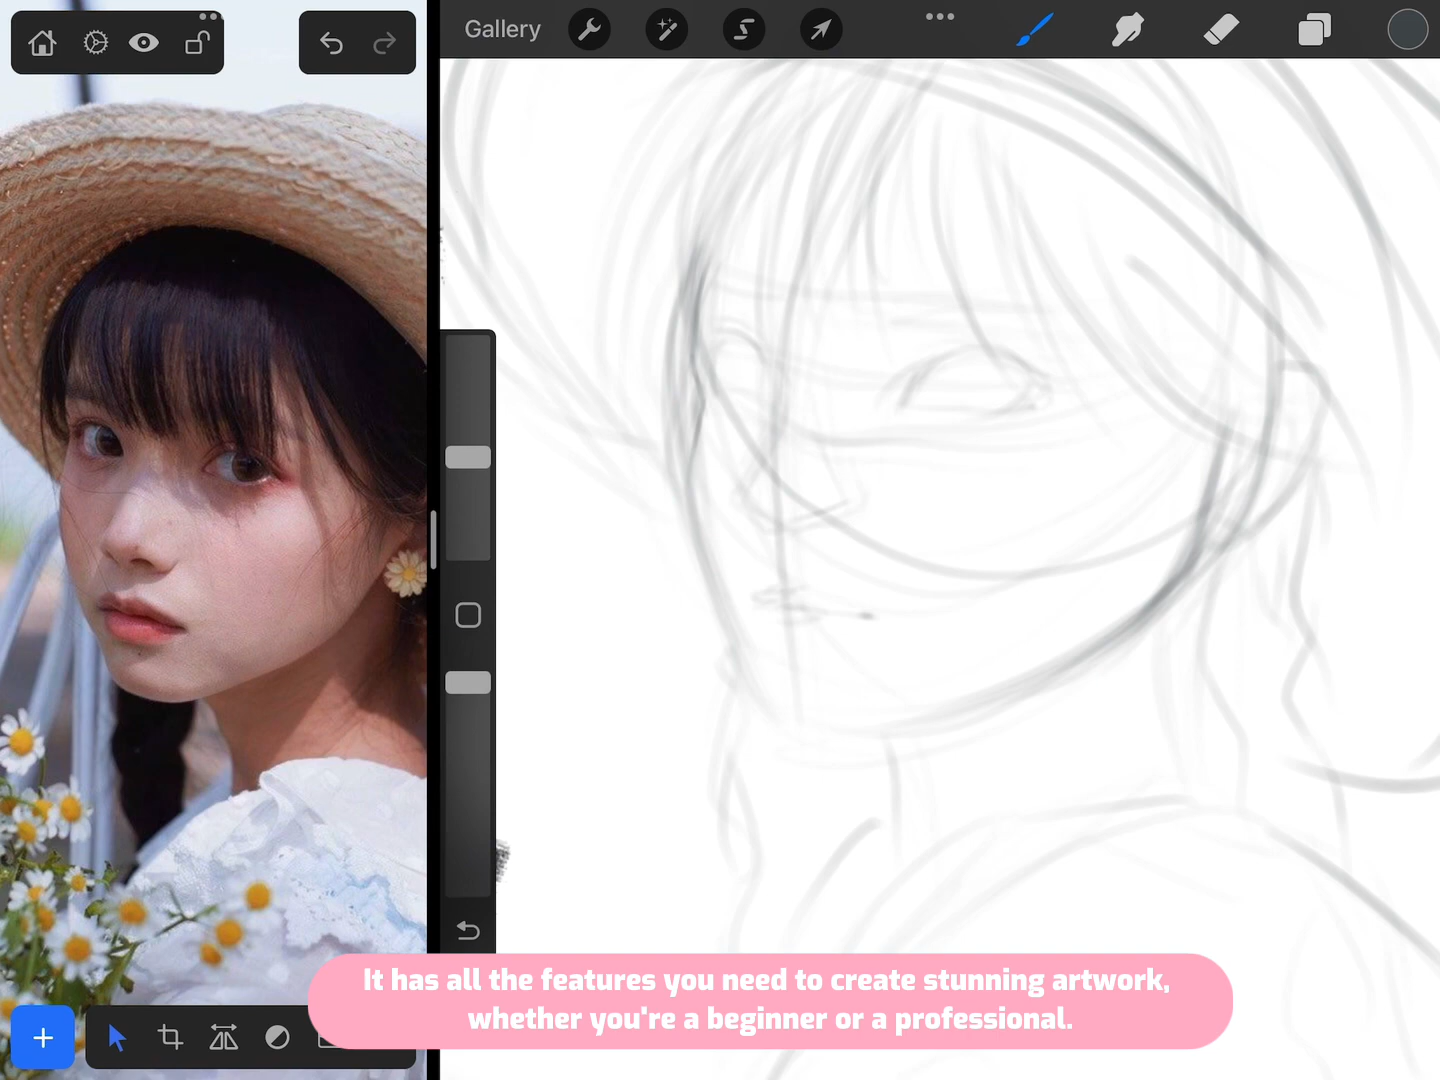 Gallery
It has all the features you need to create stunning artwork,
whether you're a beginner or a professional.